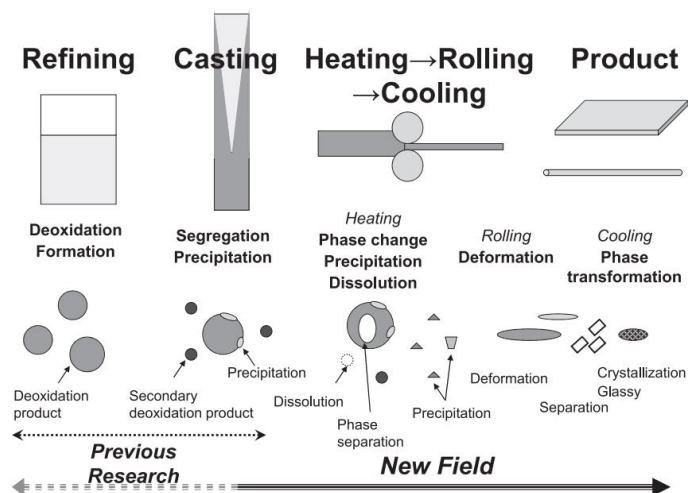 Refining
Casting
Heating→Rolling
→Cooling
Product
Deoxidation
Formation
Segregation
Precipitation
Heating
Phase change
Precipitation
Dissolution
Rolling
Deformation
Cooling
Phase
transformation
Deoxidation
product
Secondary
deoxidation product
Precipitation
Dissolution
Phase
separation
Precipitation
Deformation
Separation
Crystallization
Glassy
Previous
Research
New Field